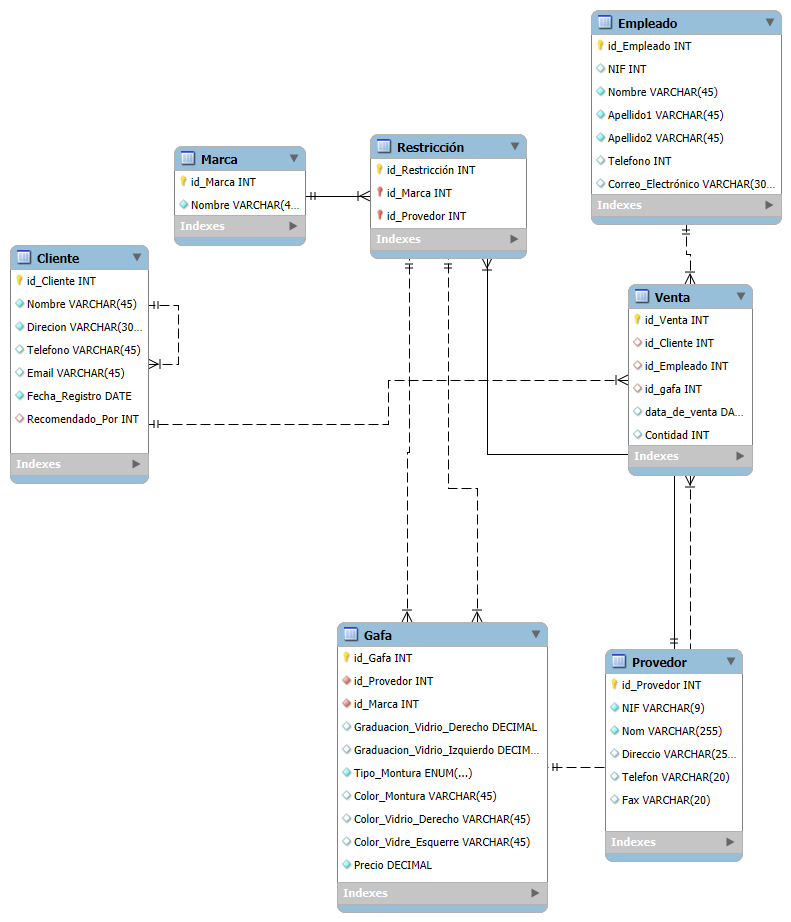 Empleado
id_Empleado INT
NIF INT
Nombre VARCHAR(45)
Apellido1 VARCHAR(45)
Apellido2 VARCHAR(45)
Telefono INT
Correo_Electrónico VARCHAR(30...
Indexes
Marca
id_Marca INT
Nombre VARCHAR(4...
Indexes
Restricción
id_Restricción INT
id_Marca INT
id_Provedor INT
Indexes
Cliente
id_Cliente INT
Nombre VARCHAR(45)
Direcion VARCHAR(30...
Telefono VARCHAR(45)
Email VARCHAR(45)
Fecha_Registro DATE
Recomendado_Por INT
Indexes
Venta
id_Venta INT
id_Cliente INT
id_Empleado INT
id_gafa INT
data_de_venta DA...
Contidad INT
Indexes
Gafa
id_Gafa INT
id_Provedor INT
id_Marca INT
Graduacion_Vidrio_Derecho DECIMAL
Graduacion_Vidrio_Izquierdo DECIM...
Tipo_Montura ENUM(...)
Color_Montura VARCHAR(45)
Color_Vidrio_Derecho VARCHAR(45)
Color_Vidre_Esquerre VARCHAR(45)
Precio DECIMAL
Indexes
Provedor
id_Provedor INT
NIF VARCHAR(9)
Nom VARCHAR(255)
Direccio VARCHAR(25...
Telefon VARCHAR(20)
Fax VARCHAR(20)
Indexes